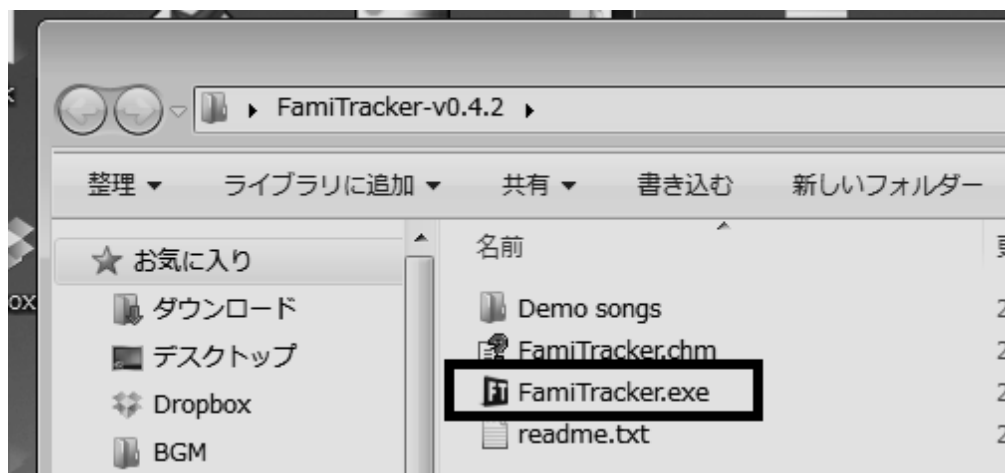 FamiTracker-v0.4.2
整理 ライブラリに追加 共有 書き込む 新しいフォルダー
お気に入り
ダウンロード
デスクトップ
Dropbox
BGM
名前
Demo songs
FamiTracker.chm
FamiTracker.exe
readme.txt